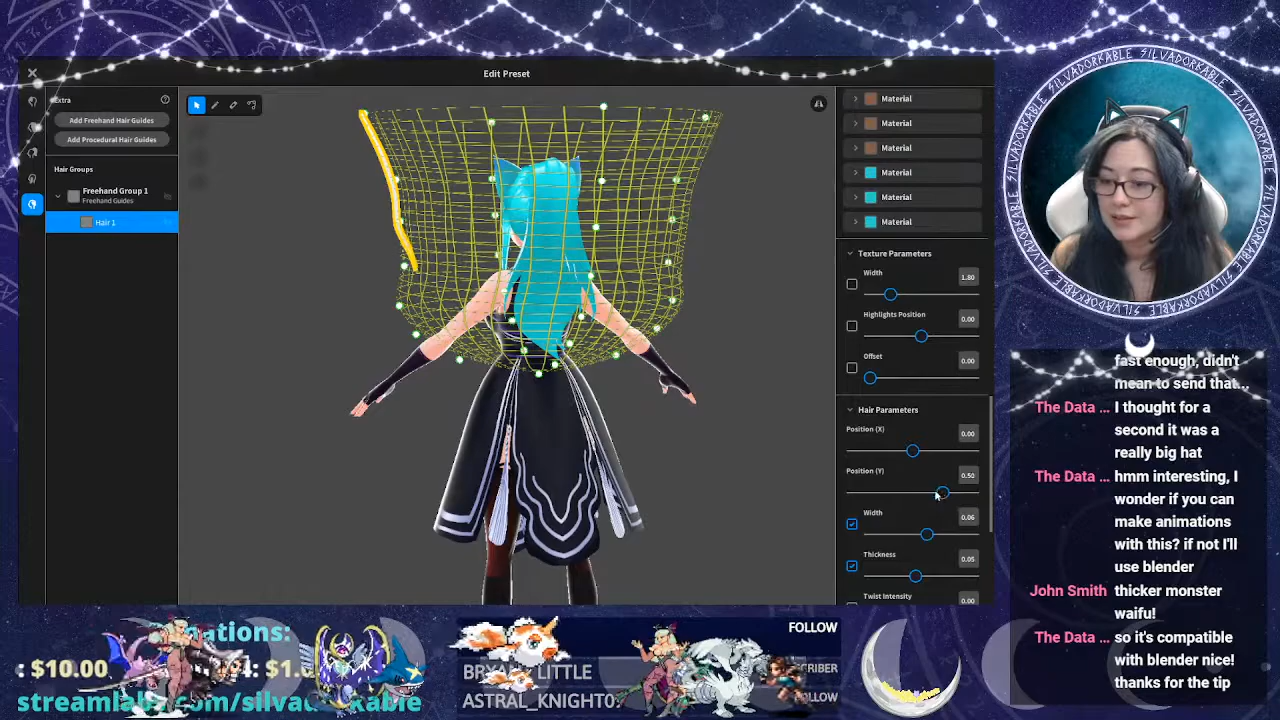 Edit Preset
Extra
Add Freehand Hair Guides
Add Procedural Hair Guides
Hair Groups
Freehand Group 1
Freehand Guides
Hair 1
Material
Material
Material
Material
Material
Material
Texture Parameters
Width
1.80
Highlights Position
0.00
Offset
0.00
Hair Parameters
Position (X)
0.00
Position (Y)
0.50
Width
0.06
Thickness
0.05
Twist Intensity
0.00
SILVADORKABLE SILVADORKABLE
fast enough, didn't
mean to send that...
The Data ... I thought for a
second it was a
really big hat
The Data ... hmm interesting, I
wonder if you can
make animations
with this? if not I'll
use blender
John Smith thicker monster
waifu!
The Data ... so it's compatible
with blender nice!
thanks for the tip
: $10.00
FOLLOW
LITTLE
ASTRAL_KNIGHT0
FOLLOW